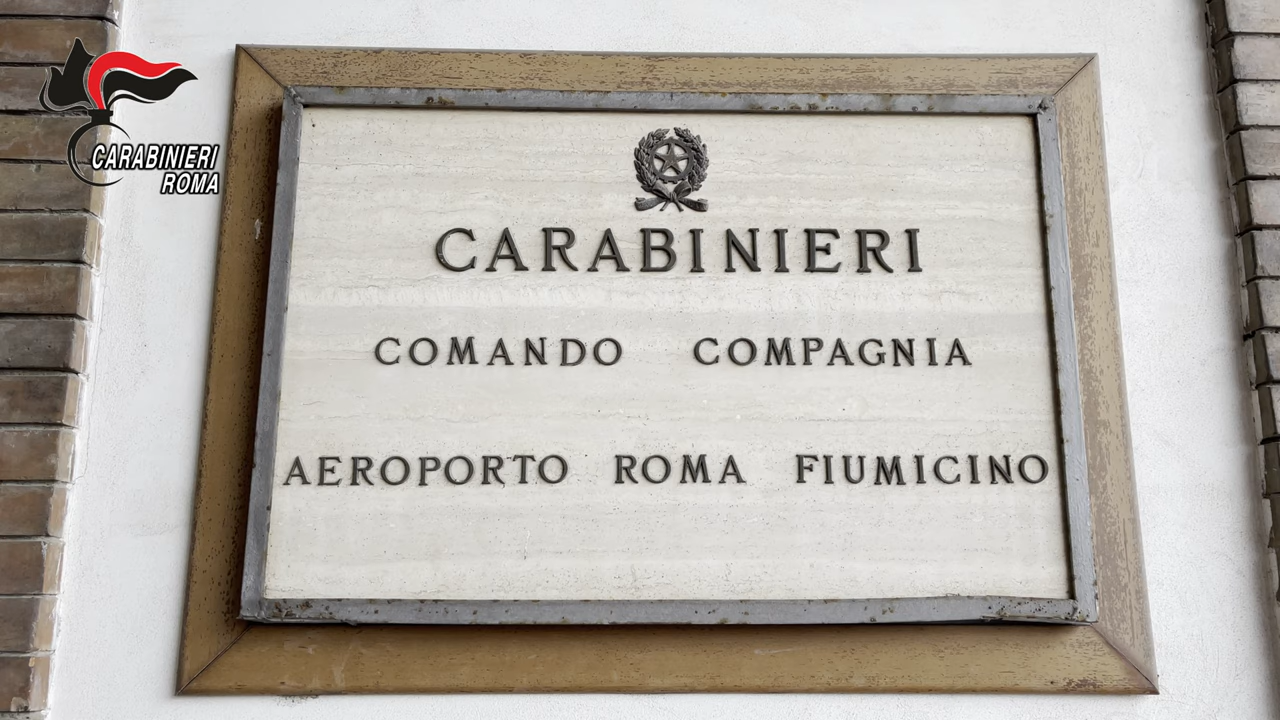 CARABINIERI
ROMA
CARABINIERI
COMANDO COMPAGNIA
AEROPORTO ROMA FIUMICINO